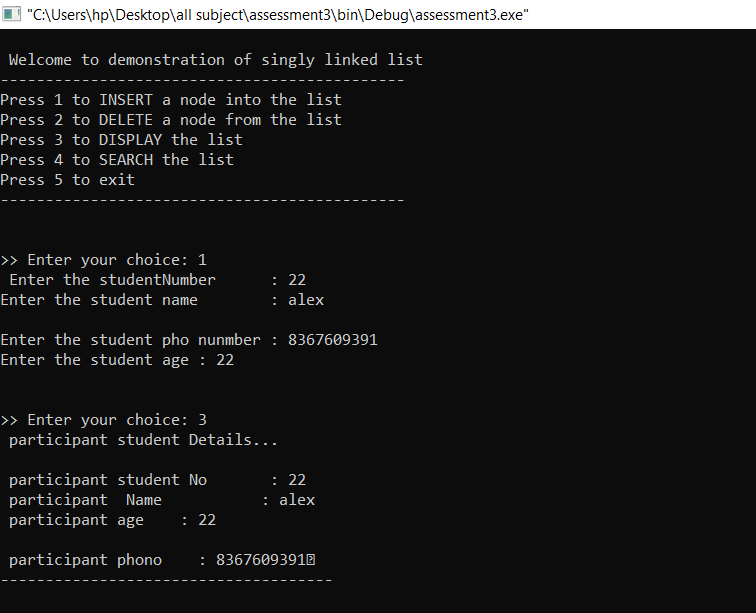 "C:\Users\hp\Desktop\all subject\assessment3\bin\Debug\assessment3.exe"
Welcome to demonstration of singly linked list
---------------------------------------------
Press 1 to INSERT a node into the list
Press 2 to DELETE a node from the list
Press 3 to DISPLAY the list
Press 4 to SEARCH the list
Press 5 to exit
---------------------------------------------
>> Enter your choice: 1
Enter the studentNumber      : 22
Enter the student name        : alex
Enter the student pho nunmber : 8367609391
Enter the student age : 22
>> Enter your choice: 3
participant student Details...
participant student No       : 22
participant  Name           : alex
participant age    : 22
participant phono    : 8367609391
-------------------------------------